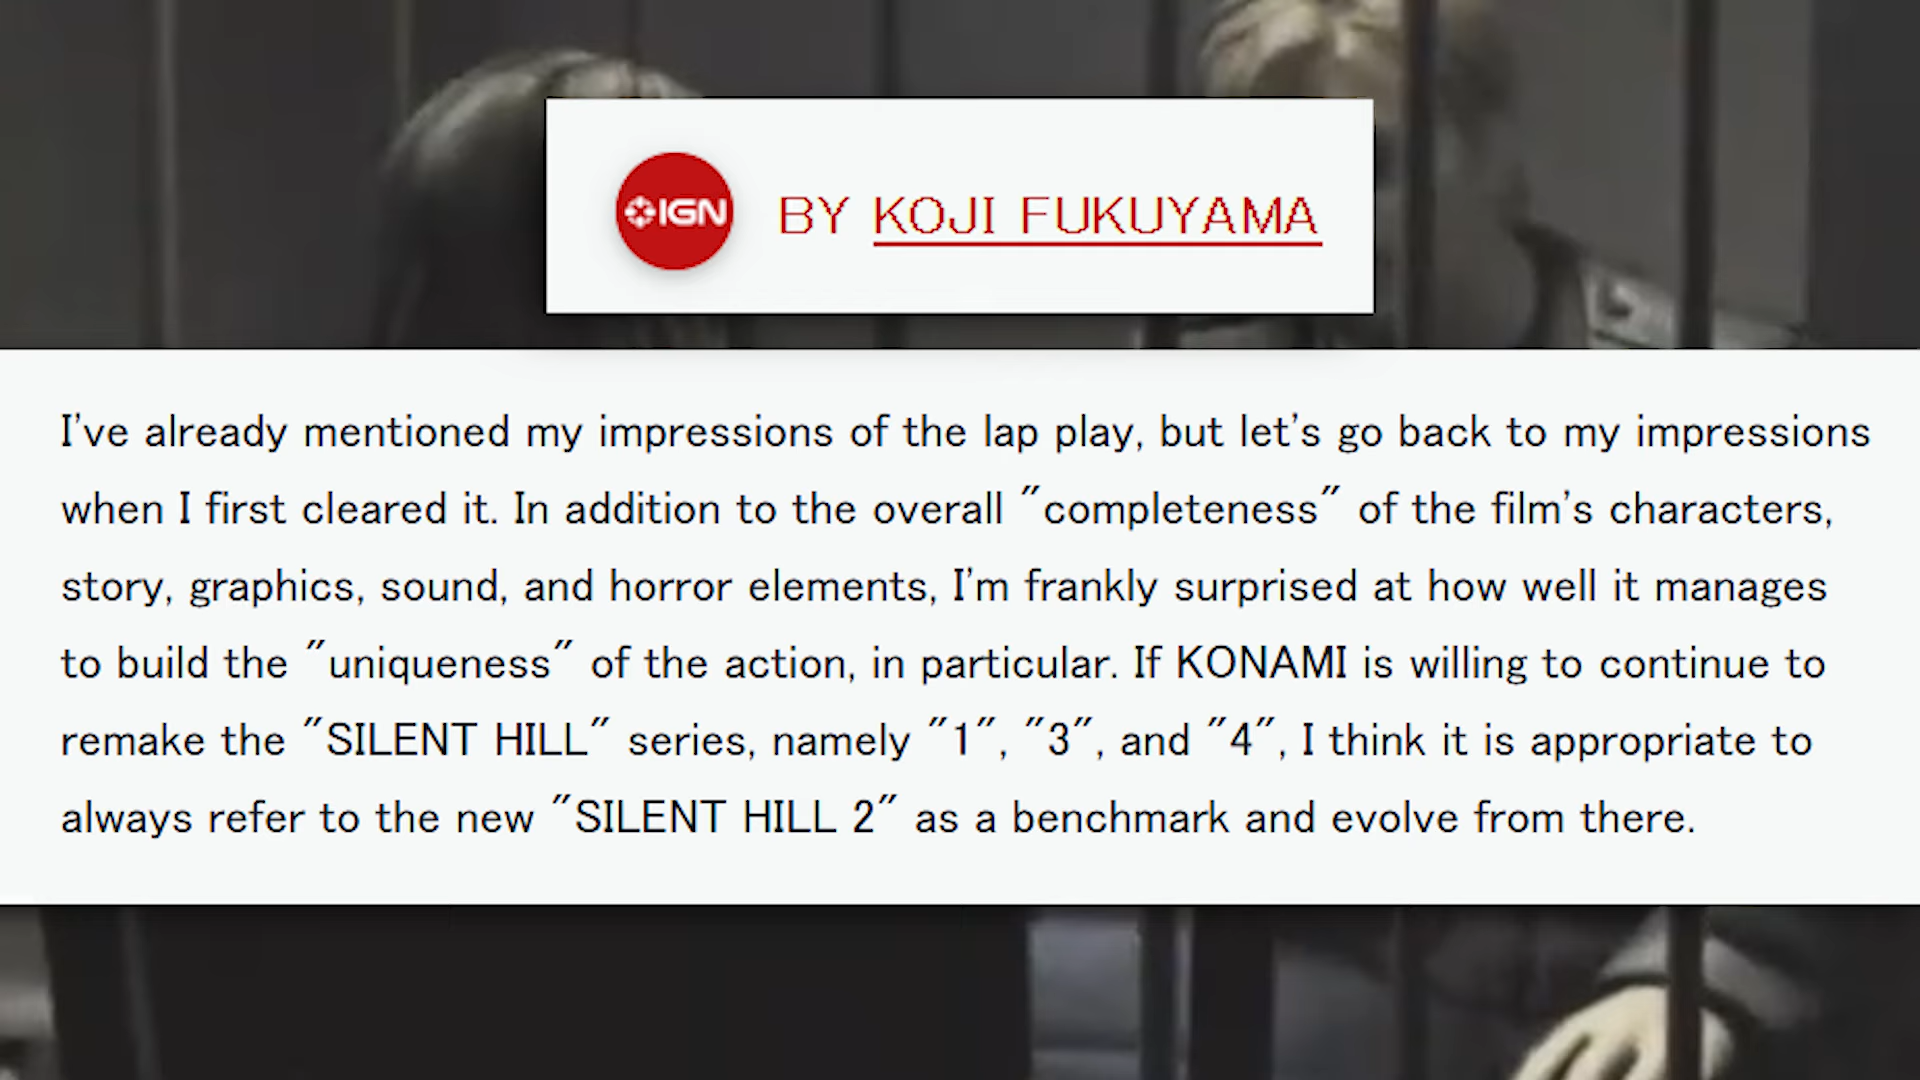 IGN
BY KOJI FUKUYAMA
I've already mentioned my impressions of the lap play, but let's go back to my impressions
when I first cleared it. In addition to the overall "completeness" of the film's characters,
story, graphics, sound, and horror elements, I'm frankly surprised at how well it manages
to build the "uniqueness" of the action, in particular. If KONAMI is willing to continue to
remake the "SILENT HILL" series, namely "1", "3", and "4", I think it is appropriate to
always refer to the new "SILENT HILL 2" as a benchmark and evolve from there.